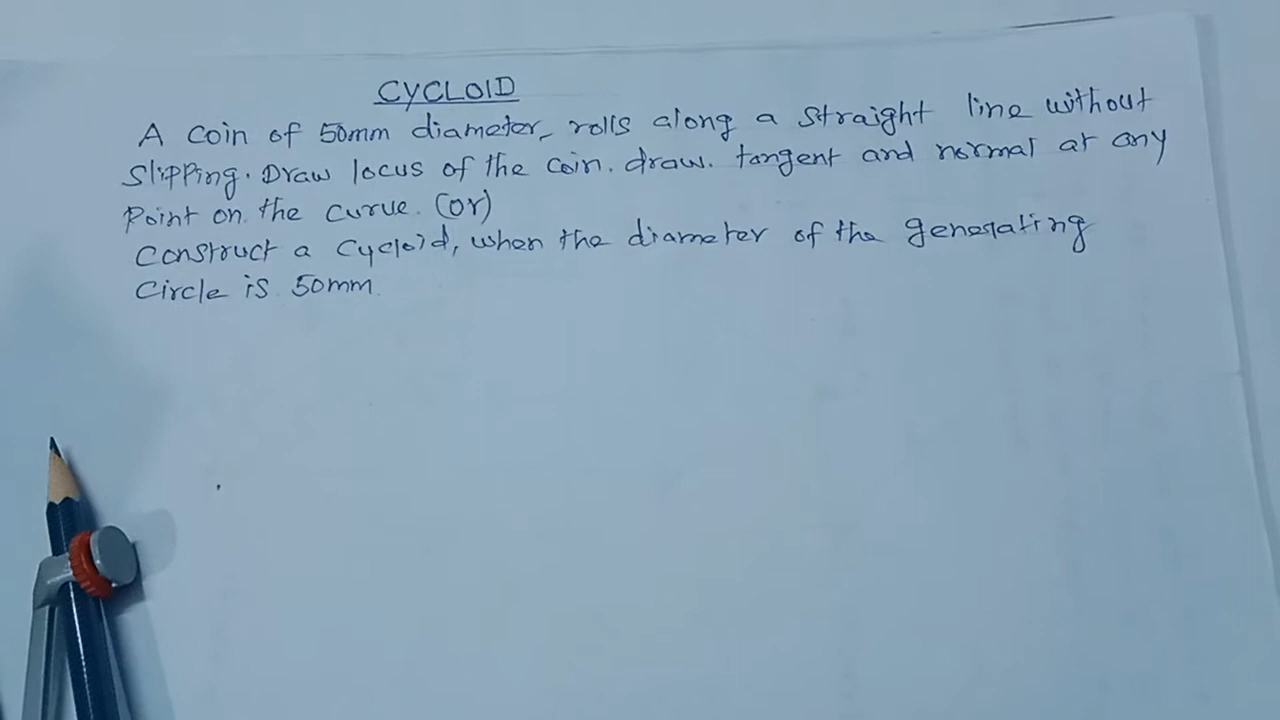 CYCLOID
A coin of 50mm diameter, rolls along a straight line without
slipping. Draw locus of the coin. draw. tangent and normal at any
point on the curve. (or)
construct a cycloid, when the diameter of the generating
circle is 50mm.